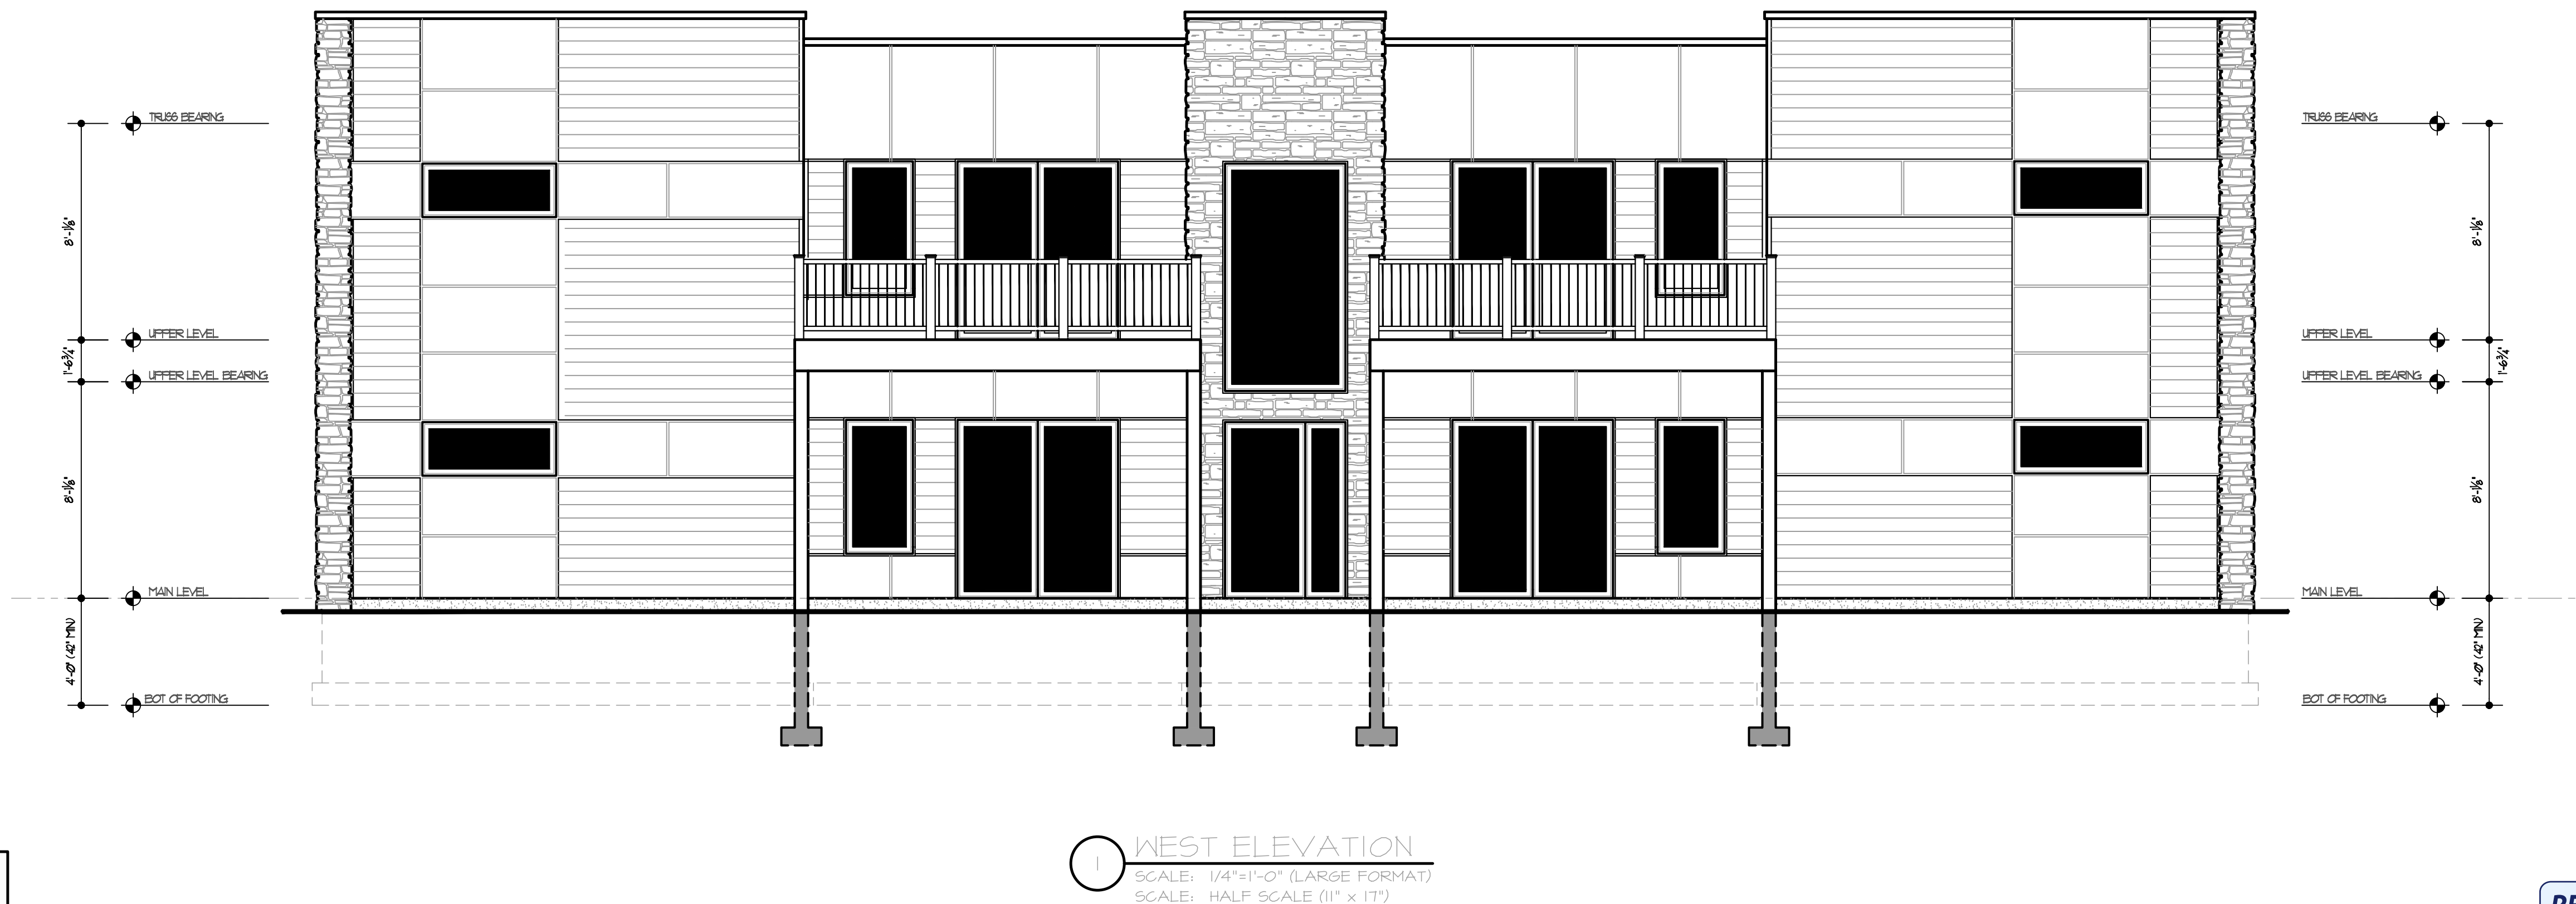 TRUSS BEARING
8'-1⅛"
UPPER LEVEL
1'-6¾"
UPPER LEVEL BEARING
8'-1⅛"
MAIN LEVEL
4'-0" (42" MIN)
BOT OF FOOTING
TRUSS BEARING
8'-1⅛"
UPPER LEVEL
1'-6¾"
UPPER LEVEL BEARING
8'-1⅛"
MAIN LEVEL
4'-0" (42" MIN)
BOT OF FOOTING
1 WEST ELEVATION
SCALE: 1/4"=1'-0" (LARGE FORMAT)
SCALE: HALF SCALE (11" x 17")